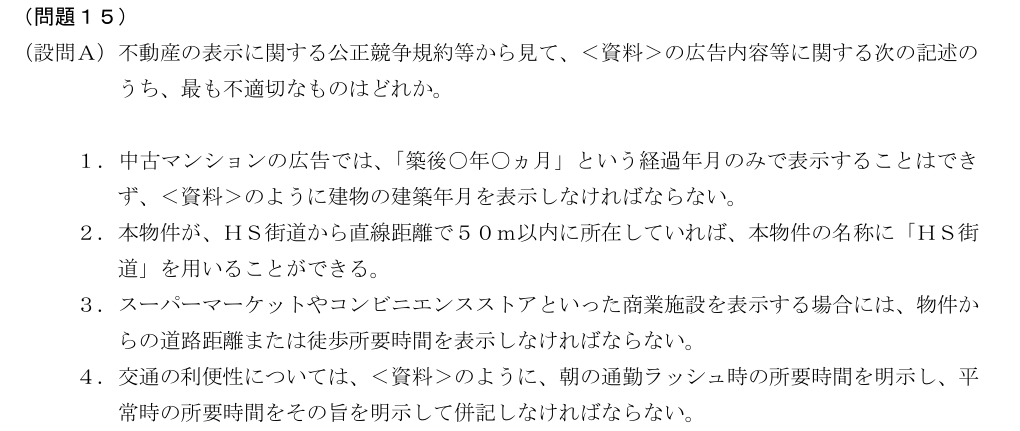 （問題１５）
（設問Ａ）不動産の表示に関する公正競争規約等から見て、＜資料＞の広告内容等に関する次の記述の
うち、最も不適切なものはどれか。
１．中古マンションの広告では、「築後〇年〇ヵ月」という経過年月のみで表示することはでき
ず、＜資料＞のように建物の建築年月を表示しなければならない。
２．本物件が、ＨＳ街道から直線距離で５０ｍ以内に所在していれば、本物件の名称に「ＨＳ街
道」を用いることができる。
３．スーパーマーケットやコンビニエンスストアといった商業施設を表示する場合には、物件か
らの道路距離または徒歩所要時間を表示しなければならない。
４．交通の利便性については、＜資料＞のように、朝の通勤ラッシュ時の所要時間を明示し、平
常時の所要時間をその旨を明示して併記しなければならない。